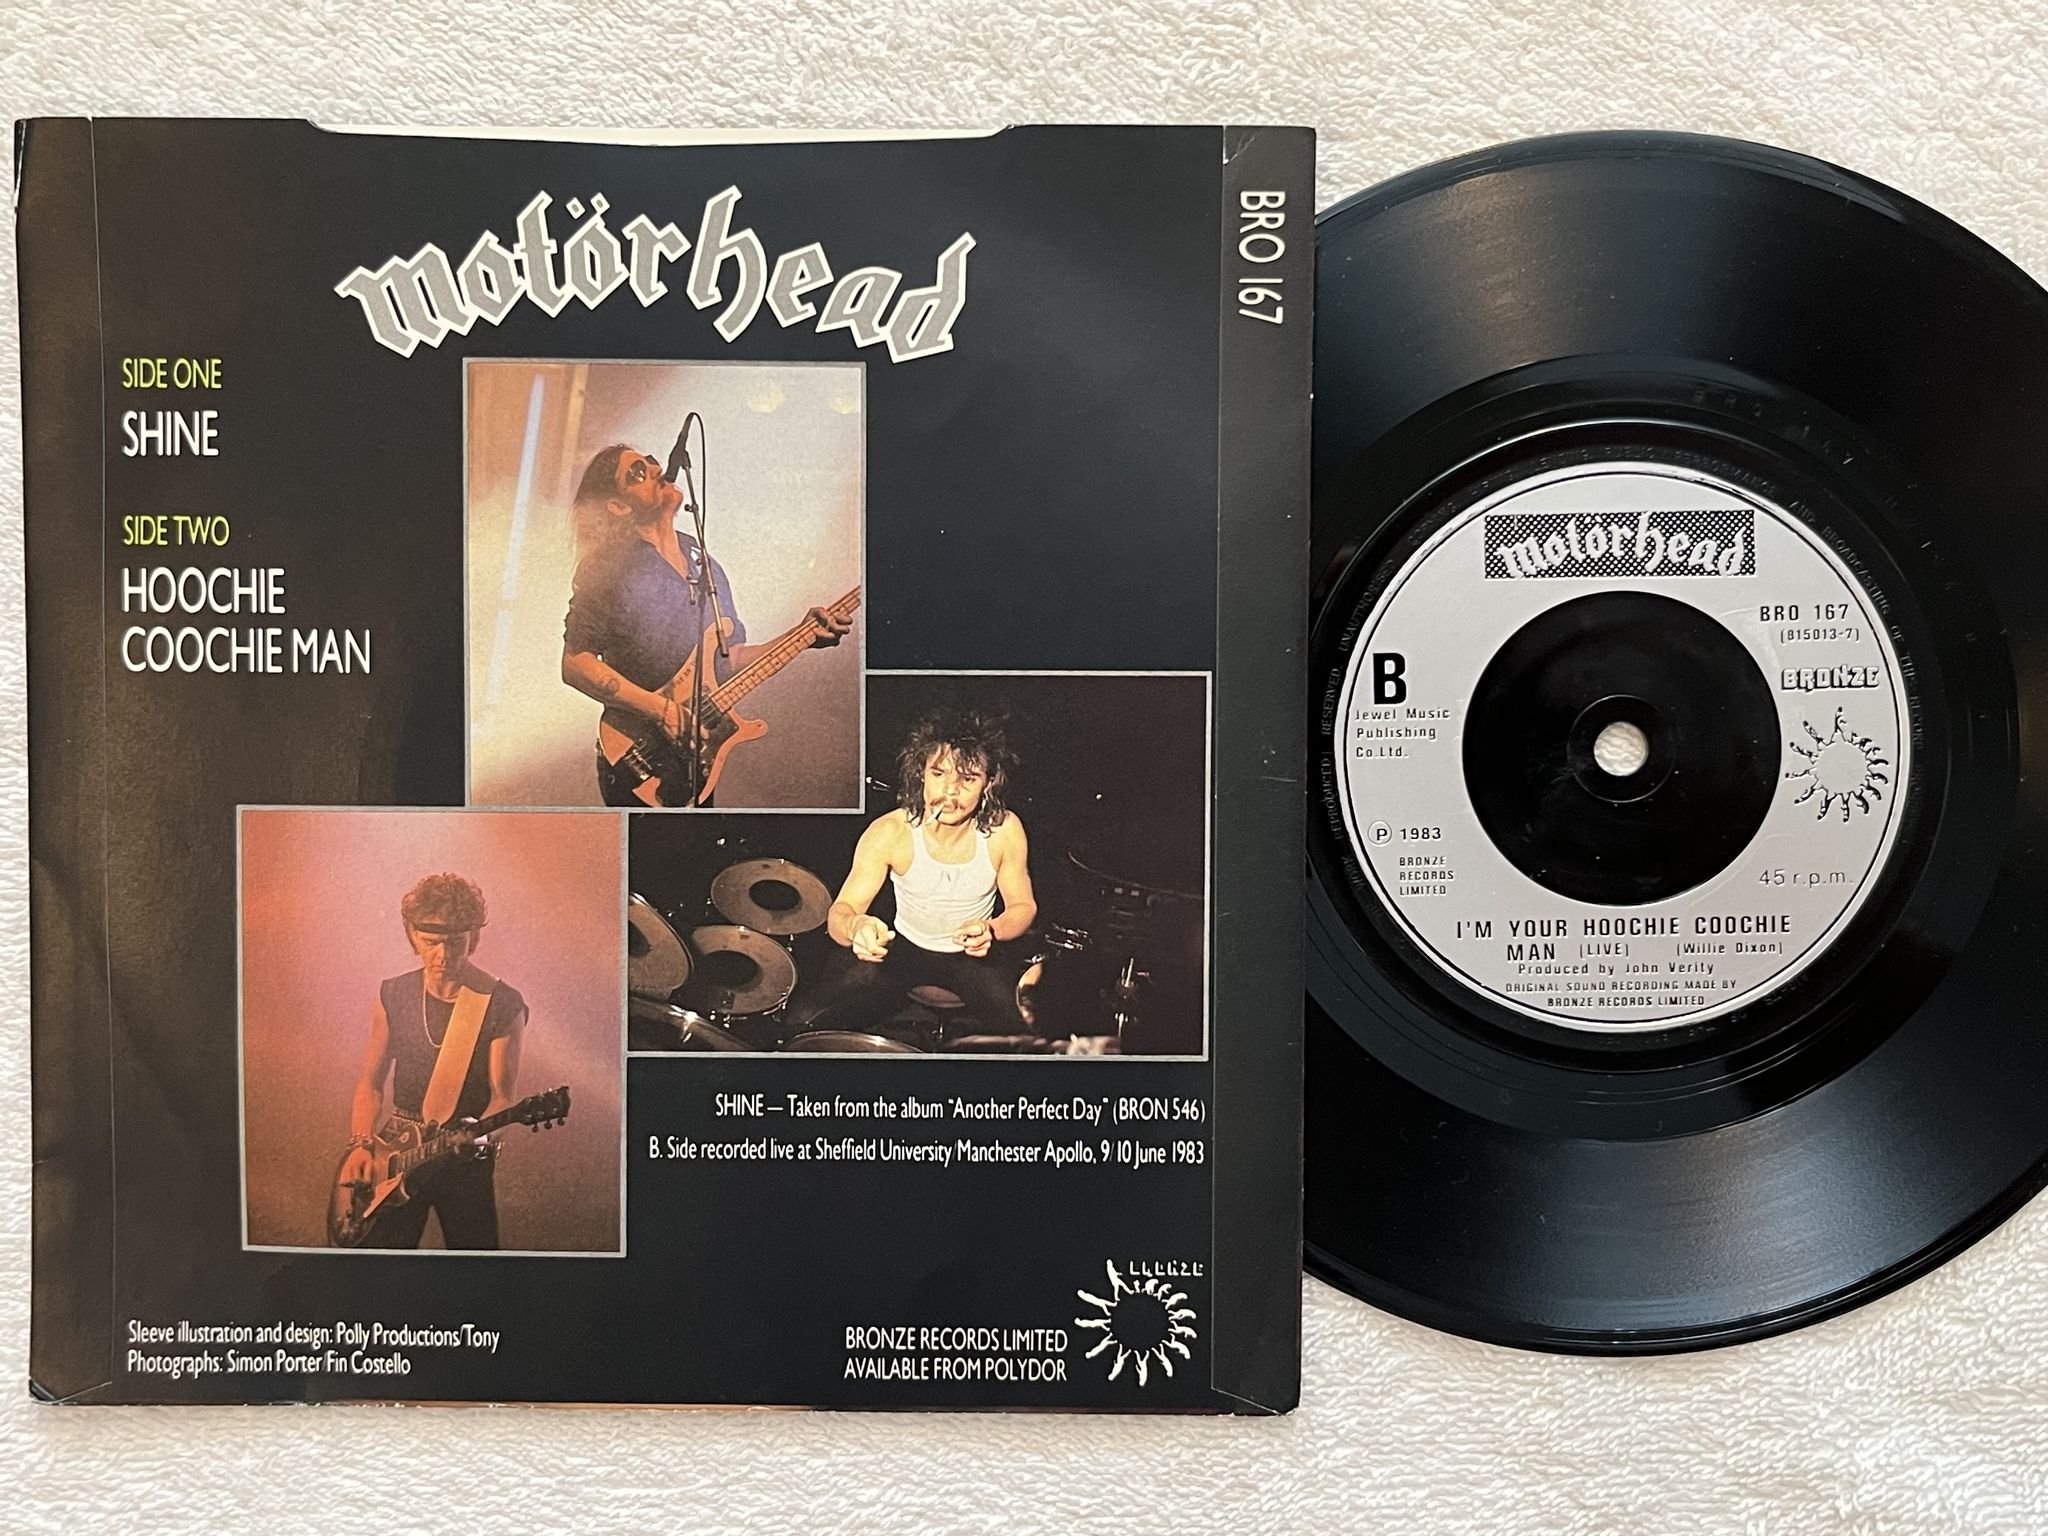 motörhead
BRO 167
SIDE ONE
SHINE
SIDE TWO
HOOCHIE
COOCHIE MAN
SHINE — Taken from the album "Another Perfect Day" (BRON 546)
B. Side recorded live at Sheffield University/Manchester Apollo, 9/10 June 1983
Sleeve illustration and design: Polly Productions/Tony
Photographs: Simon Porter/Fin Costello
BRONZE
BRONZE RECORDS LIMITED
AVAILABLE FROM POLYDOR
motörhead
BRO 167
(815013-7)
BRONZE
B
Jewel Music
Publishing
Co.Ltd.
℗ 1983
BRONZE
RECORDS
LIMITED
45 r.p.m.
I'M YOUR HOOCHIE COOCHIE
MAN (LIVE) (Willie Dixon)
Produced by John Verity
ORIGINAL SOUND RECORDING MADE BY
BRONZE RECORDS LIMITED